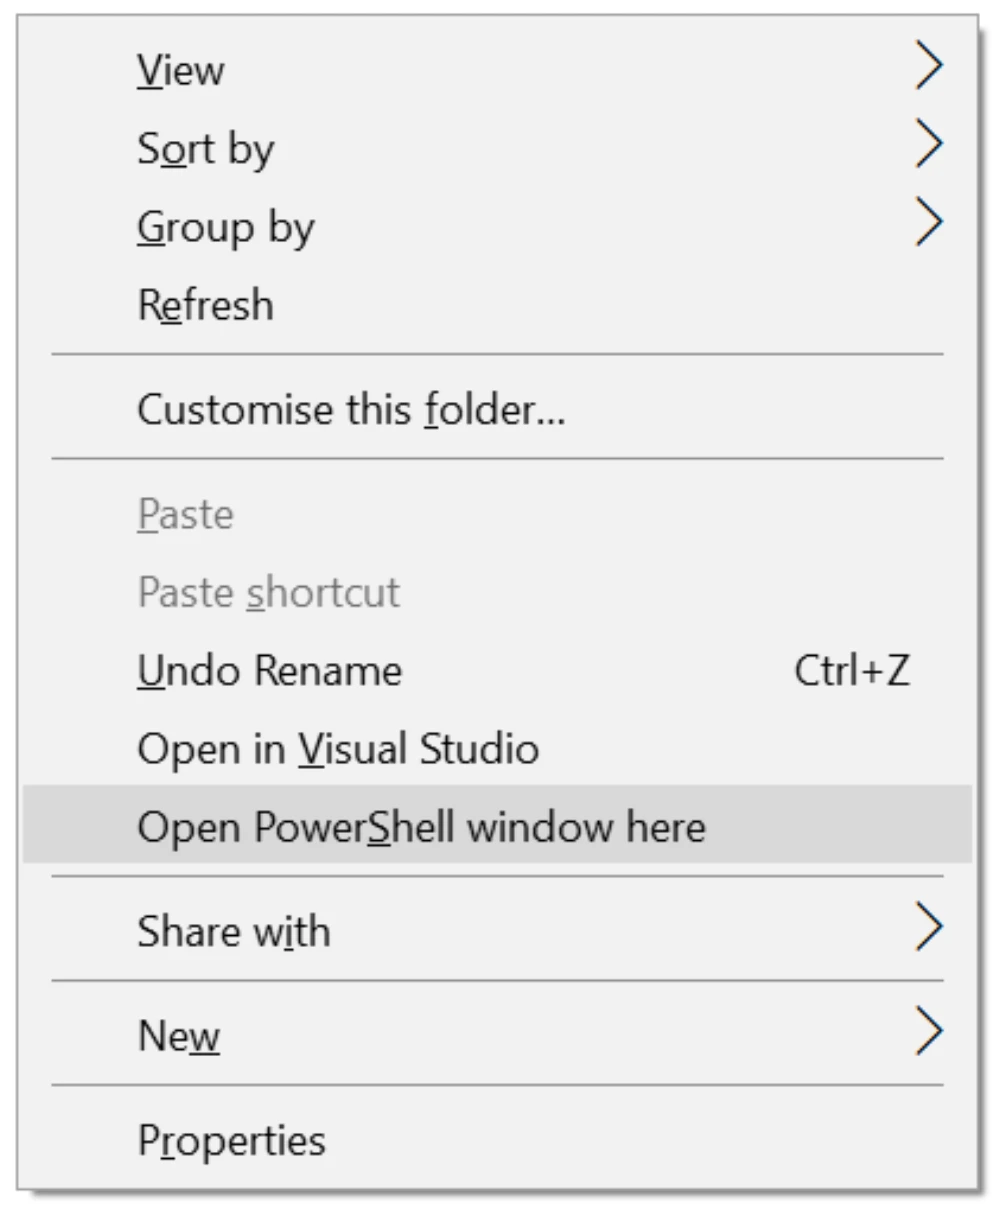 View
Sort by
Group by
Refresh
Customise this folder...
Paste
Paste shortcut
Undo Rename Ctrl+Z
Open in Visual Studio
Open PowerShell window here
Share with
New
Properties